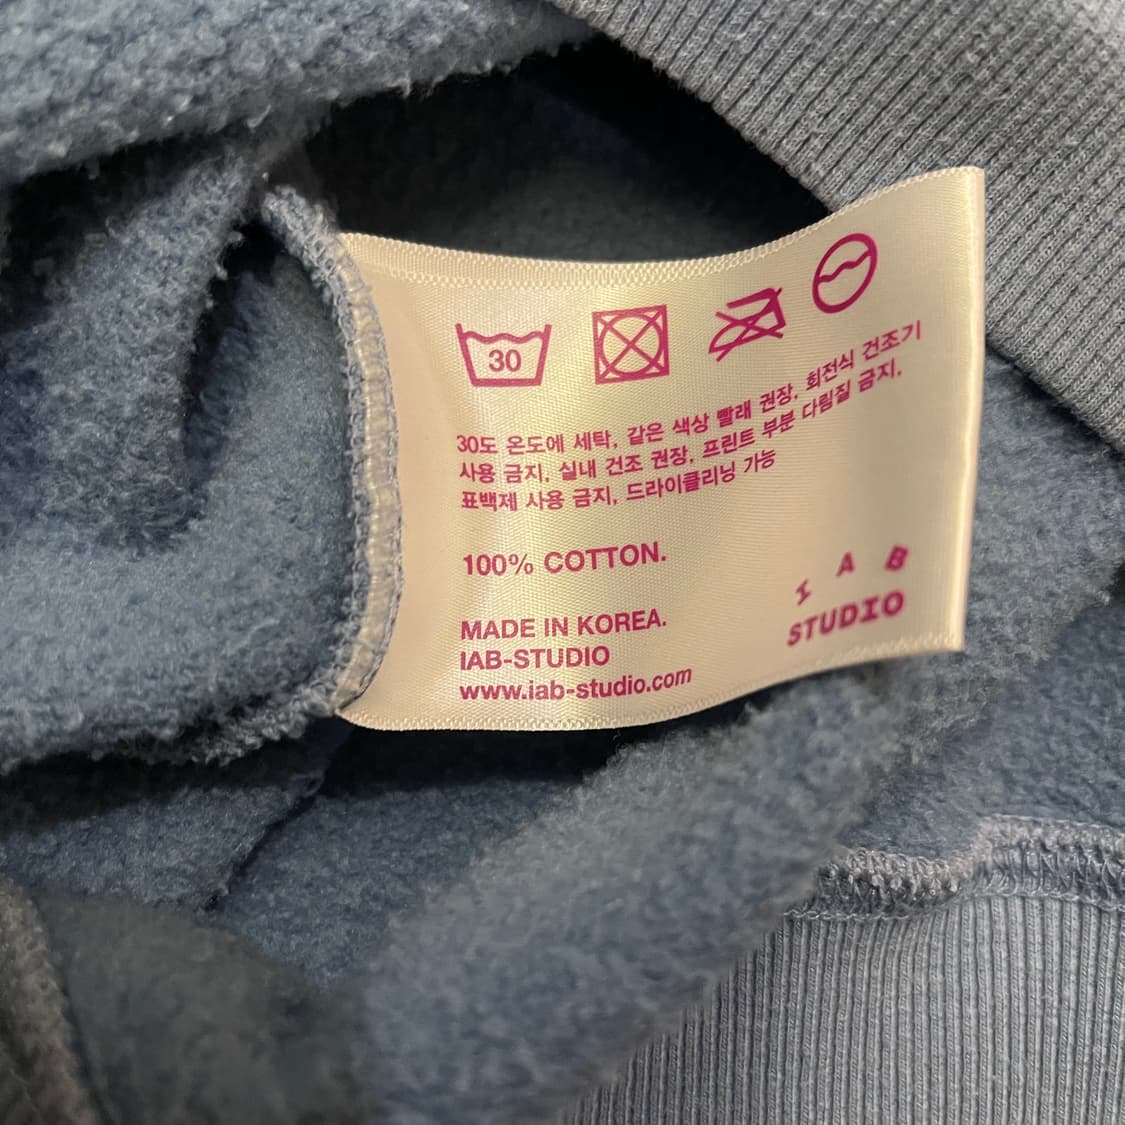 30
30도 온도에 세탁, 같은 색상 빨래 권장, 회전식 건조기
사용 금지, 실내 건조 권장, 프린트 부분 다림질 금지,
표백제 사용 금지, 드라이클리닝 가능
100% COTTON.
MADE IN KOREA.
IAB-STUDIO
www.iab-studio.com
I A B
STUDIO